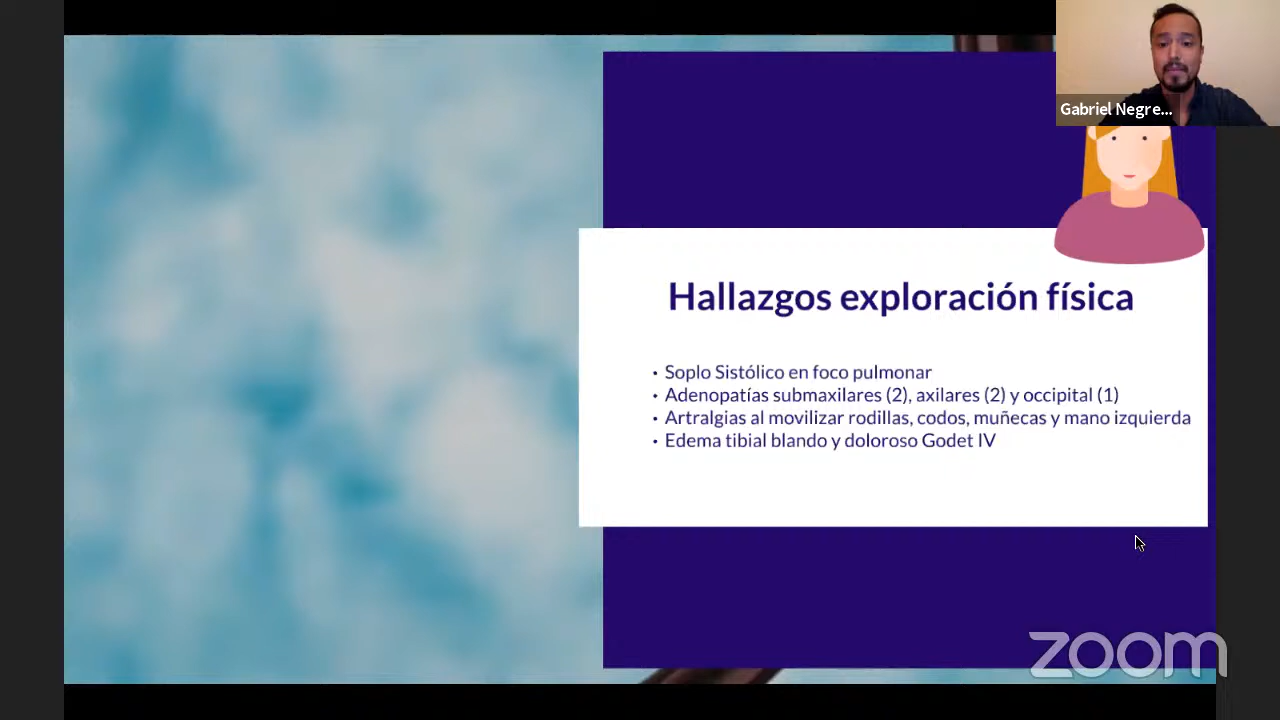 Gabriel Negre...
Hallazgos exploración física
• Soplo Sistólico en foco pulmonar
• Adenopatías submaxilares (2), axilares (2) y occipital (1)
• Artralgias al movilizar rodillas, codos, muñecas y mano izquierda
• Edema tibial blando y doloroso Godet IV
zoom